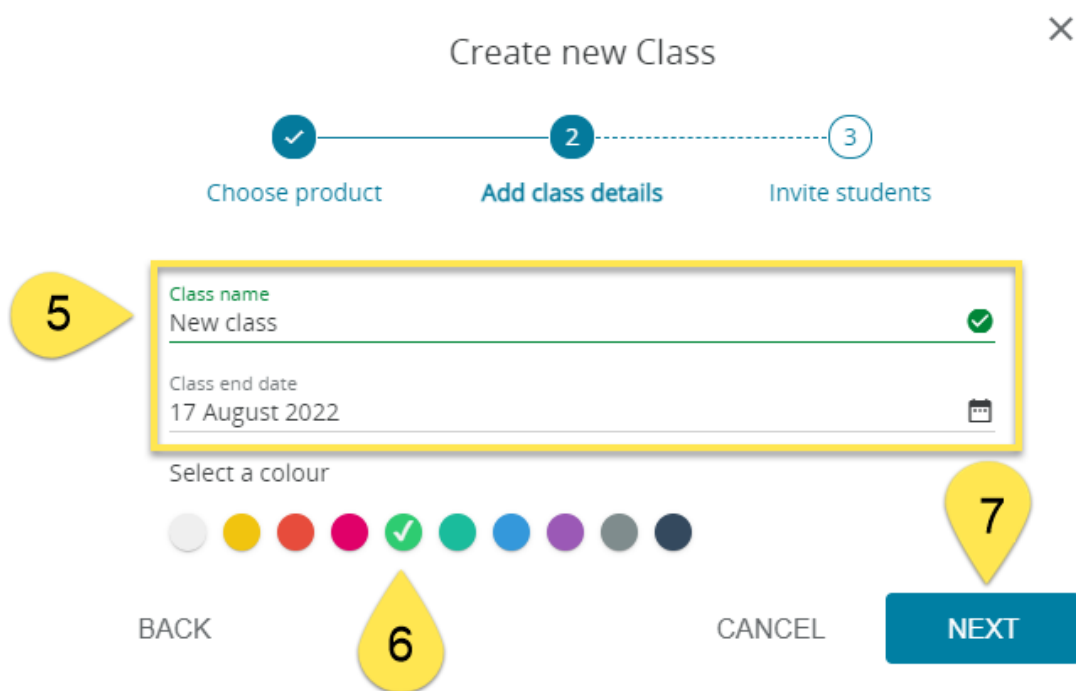 Create new Class
2
3
Choose product
Add class details
Invite students
5
Class name
New class
Class end date
17 August 2022
Select a colour
7
6
BACK
CANCEL
NEXT